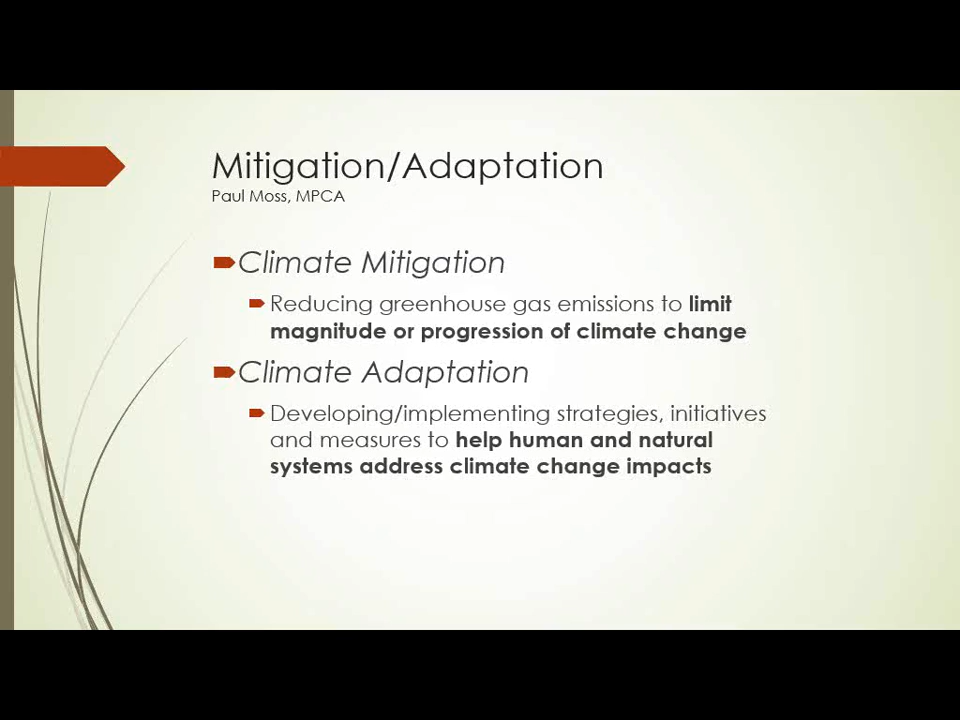 Mitigation/Adaptation
Paul Moss, MPCA
Climate Mitigation
Reducing greenhouse gas emissions to limit
magnitude or progression of climate change
Climate Adaptation
Developing/implementing strategies, initiatives
and measures to help human and natural
systems address climate change impacts